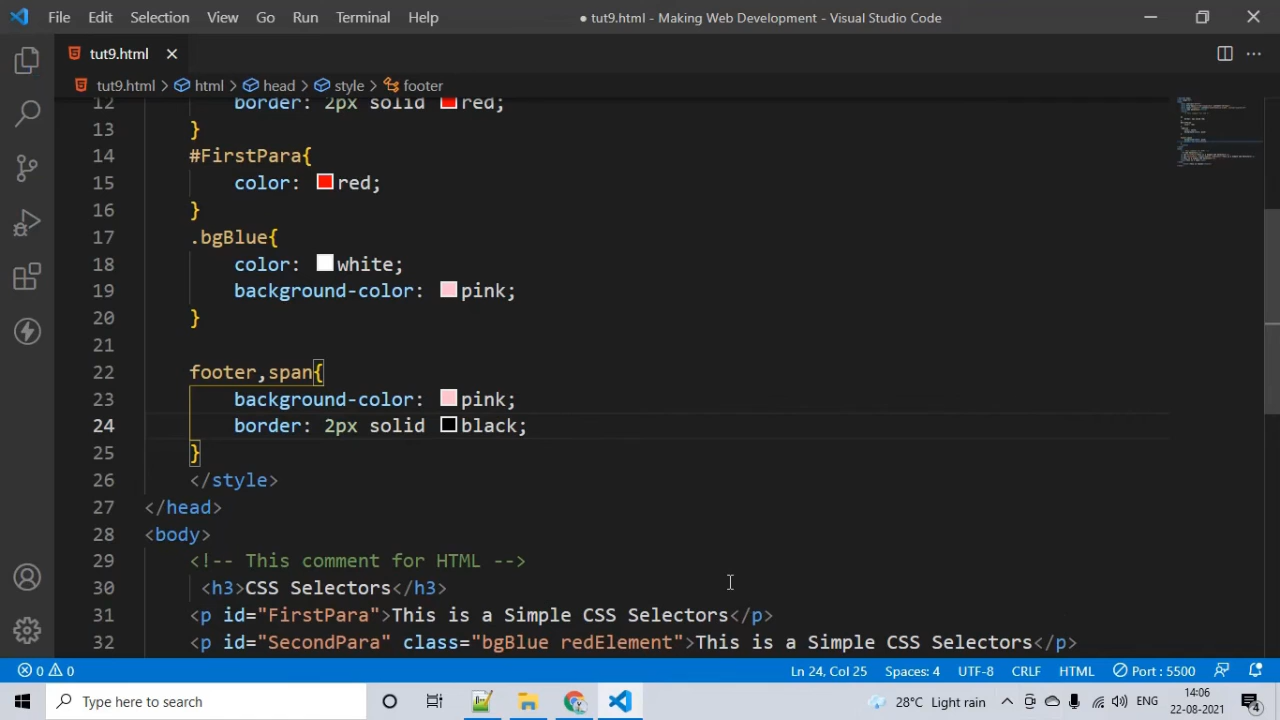 File Edit Selection View Go Run Terminal Help ● tut9.html - Making Web Development - Visual Studio Code
tut9.html
tut9.html > html > head > style > footer
12 border: 2px solid red;
13 }
14 #FirstPara{
15 color: red;
16 }
17 .bgBlue{
18 color: white;
19 background-color: pink;
20 }
21
22 footer,span{
23 background-color: pink;
24 border: 2px solid black;
25 }
26 </style>
27 </head>
28 <body>
29 <!-- This comment for HTML -->
30 <h3>CSS Selectors</h3>
31 <p id="FirstPara">This is a Simple CSS Selectors</p>
32 <p id="SecondPara" class="bgBlue redElement">This is a Simple CSS Selectors</p>
0 0 Ln 24, Col 25 Spaces: 4 UTF-8 CRLF HTML Port : 5500
Type here to search 28°C Light rain ENG 14:06
22-08-2021 4